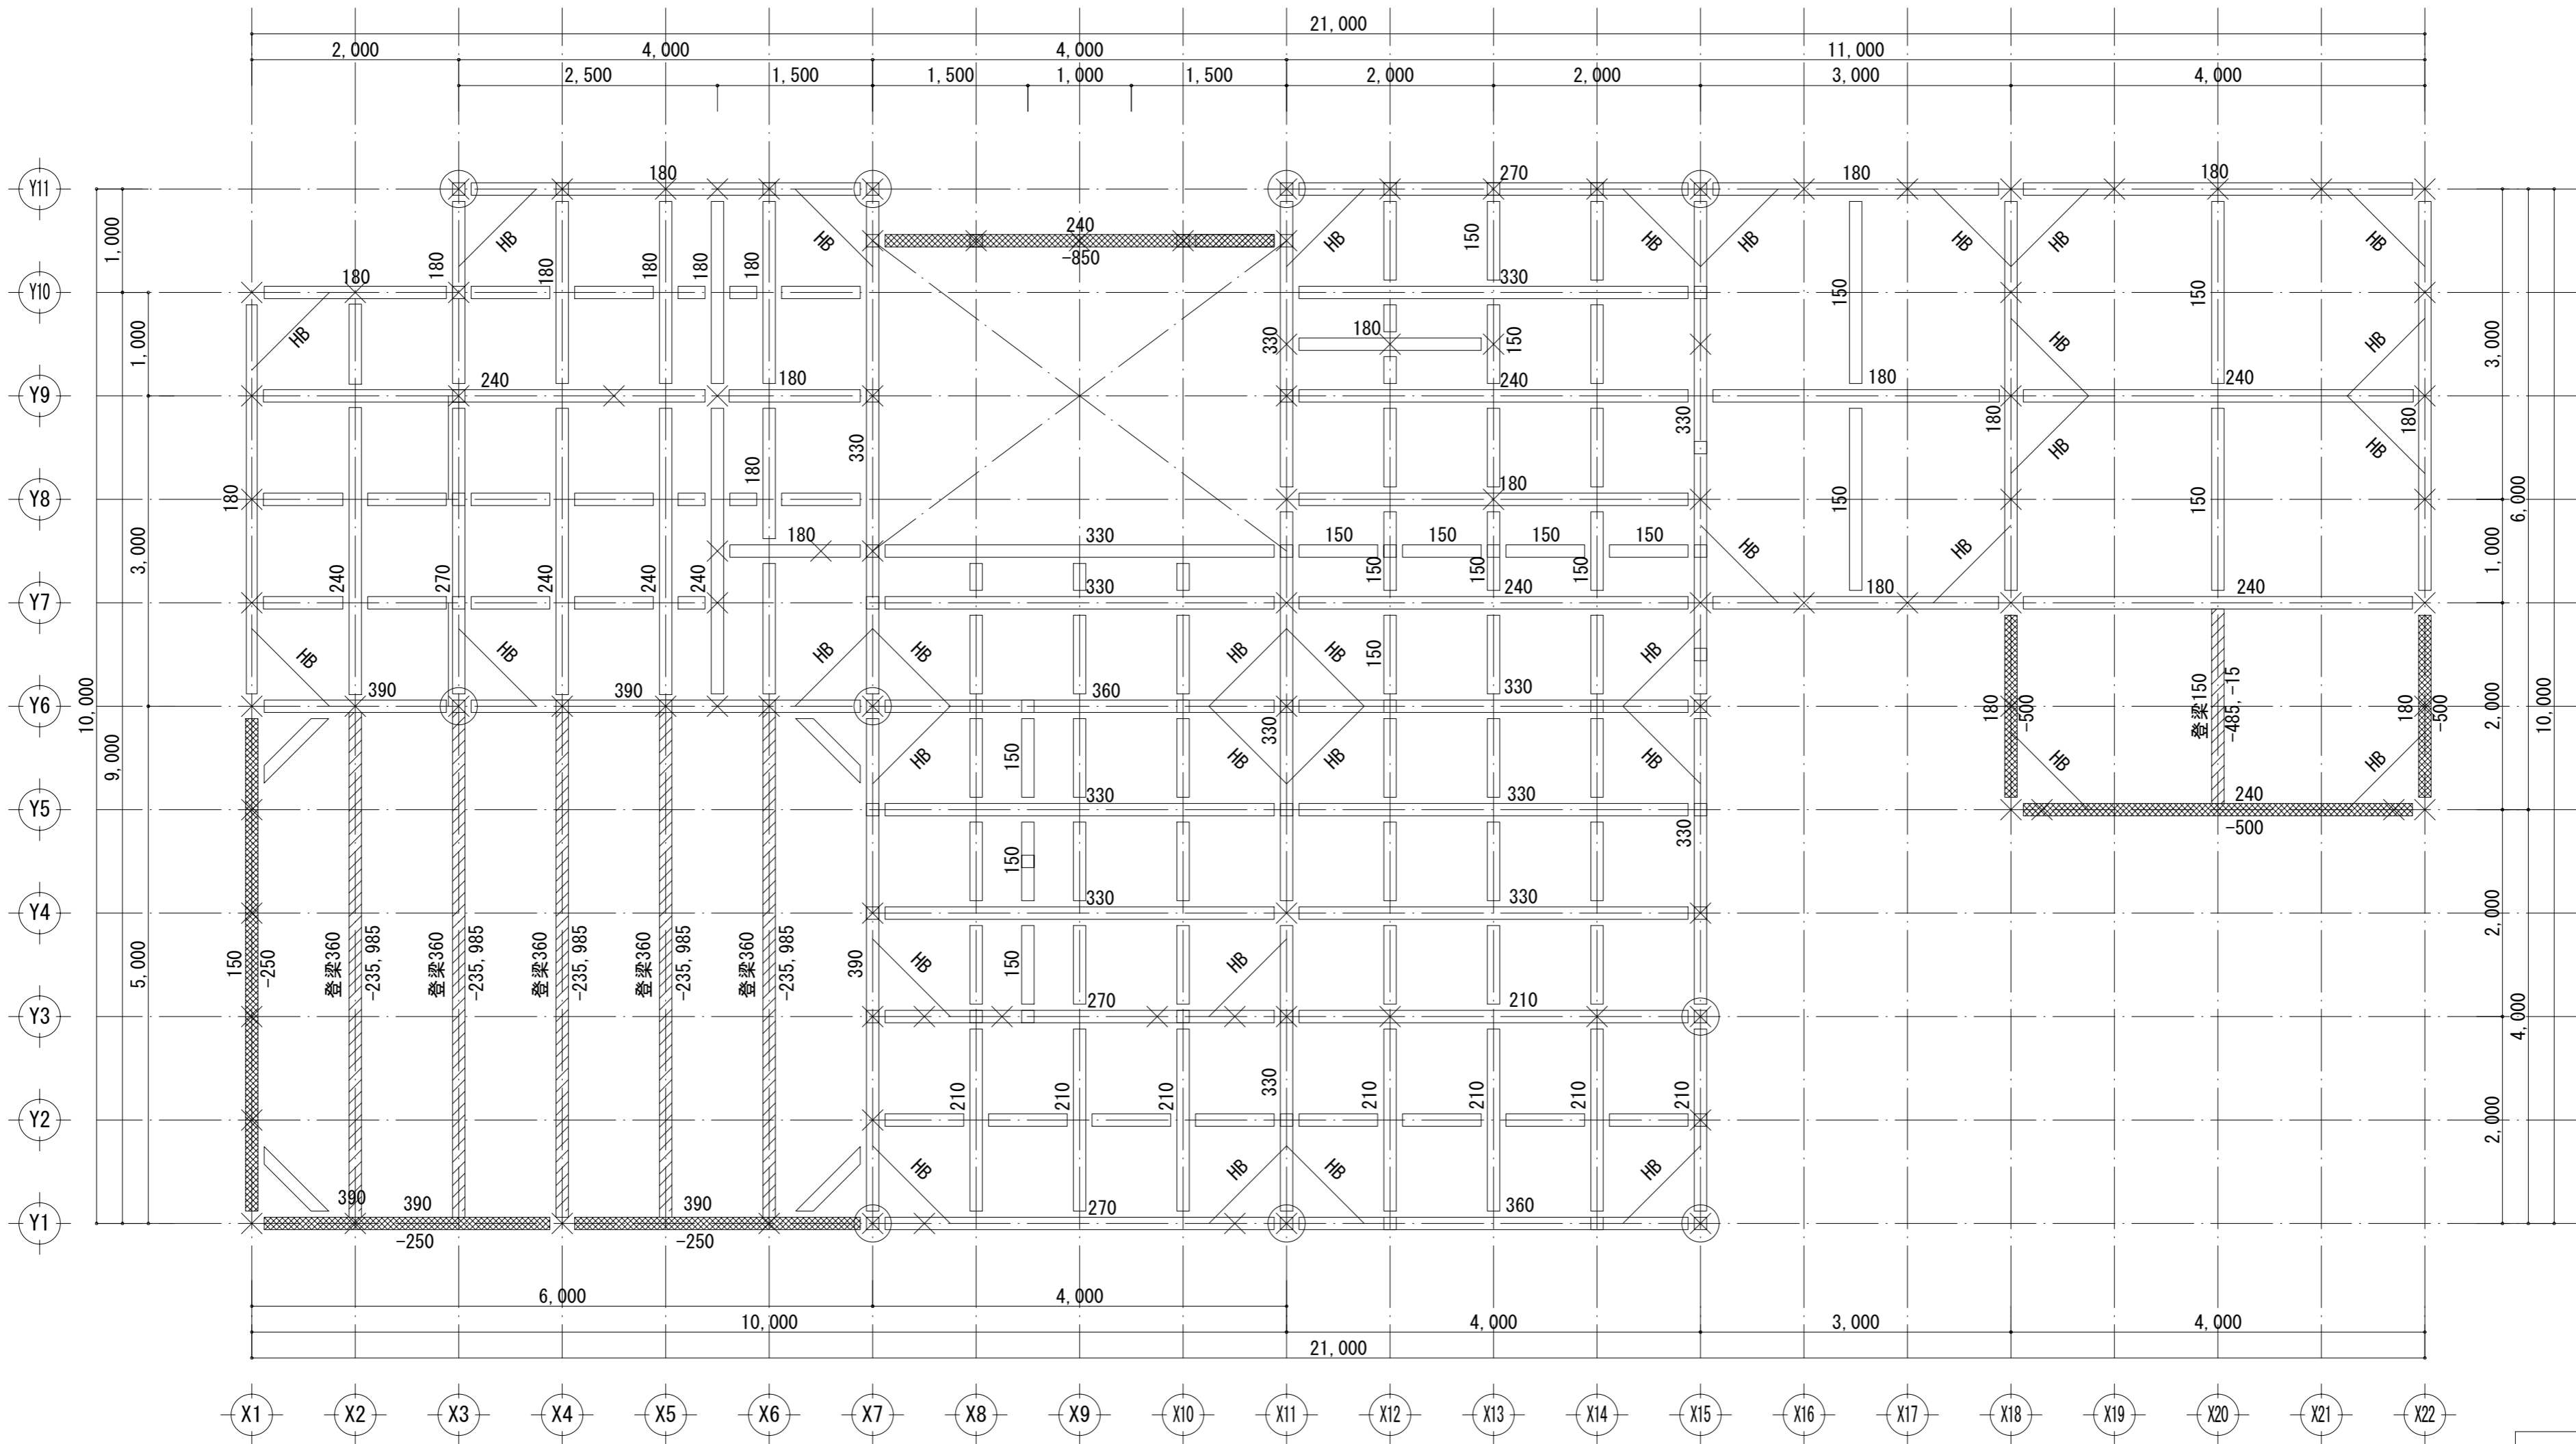 21,000
2,000 4,000 4,000 11,000
2,500 1,500 1,500 1,000 1,500 2,000 2,000 3,000 4,000
Y11 180 270 180 180
1,000 HB HB 240 HB 150 HB HB HB HB HB
180 180 180 180 180 -850
Y10 180 330 150 150
1,000 HB 330 180 150 HB HB 3,000
Y9 240 180 240 180 240
330 330 180 180
180 HB HB
Y8 180 180 150 150 6,000
3,000 180 330 150 150 150 150 HB HB 1,000
240 270 240 240 240 150 150 150
Y7 330 240 180 240
HB HB HB HB HB HB 150 HB
10,000 登梁150 -485,-15
Y6 390 390 360 330 180 -500 180 -500 2,000 10,000
9,000 150 HB HB 330 HB HB HB HB
Y5 330 330 240
-500
150 330
Y4 330 330 2,000
5,000 150 -250 登梁360 -235,985 登梁360 -235,985 登梁360 -235,985 登梁360 -235,985 登梁360 -235,985 390 HB 150 HB
Y3 270 210 4,000
210 210 210 330 210 210 210 210
Y2 2,000
HB HB HB HB
390 390 390
Y1 270 360
-250 -250
6,000 4,000
10,000 4,000 3,000 4,000
21,000
X1 X2 X3 X4 X5 X6 X7 X8 X9 X10 X11 X12 X13 X14 X15 X16 X17 X18 X19 X20 X21 X22